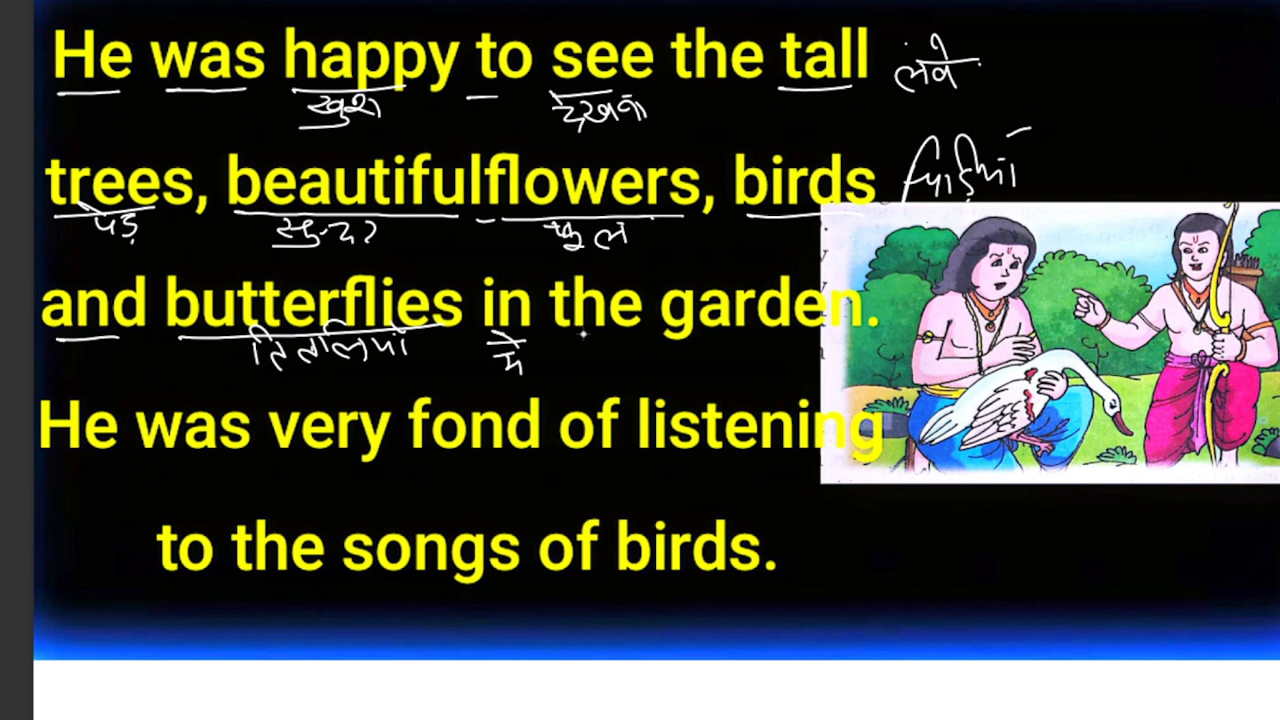 He was happy to see the tall लंबे
खुश देखना
trees, beautifulflowers, birds चिड़ियाँ
पेड़ सुन्दर फूल
and butterflies in the garden.
तितलियां में
He was very fond of listening
to the songs of birds.